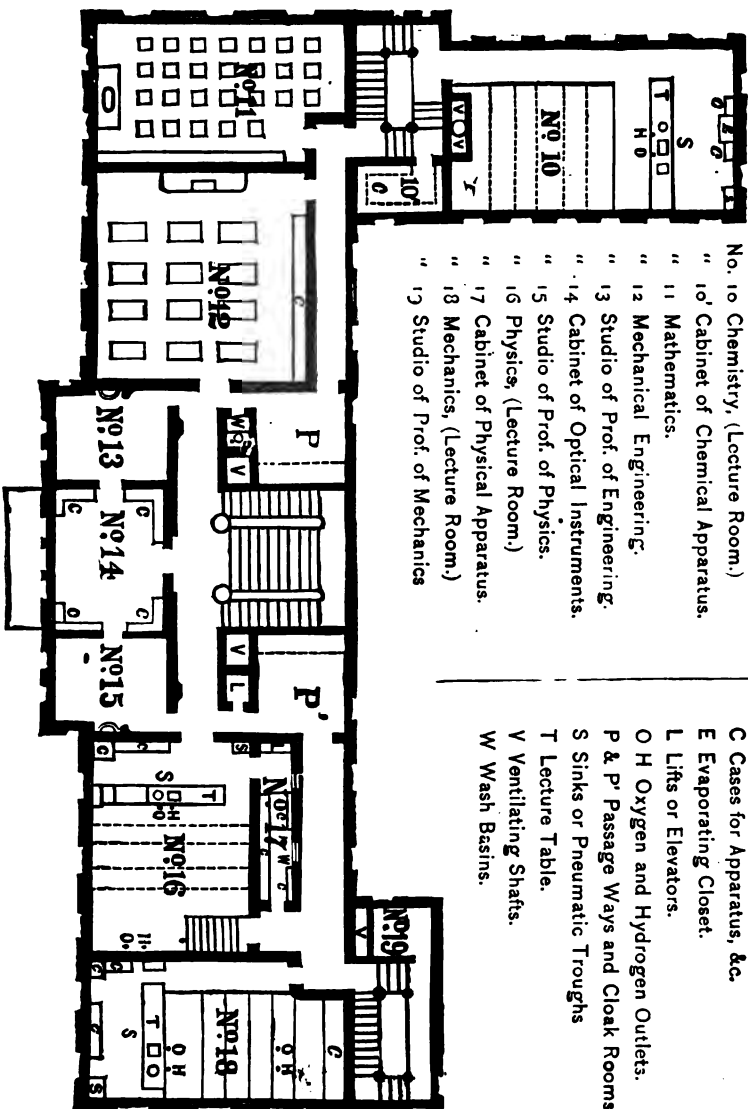 No. 10 Chemistry, (Lecture Room.)
" 10' Cabinet of Chemical Apparatus.
" 11 Mathematics.
" 12 Mechanical Engineering.
" 13 Studio of Prof. of Engineering.
" 14 Cabinet of Optical Instruments.
" 15 Studio of Prof. of Physics.
" 16 Physics, (Lecture Room.)
" 17 Cabinet of Physical Apparatus.
" 18 Mechanics, (Lecture Room.)
" 19 Studio of Prof. of Mechanics
C Cases for Apparatus, &c.
E Evaporating Closet.
L Lifts or Elevators.
O H Oxygen and Hydrogen Outlets.
P & P' Passage Ways and Cloak Rooms
S Sinks or Pneumatic Troughs
T Lecture Table.
V Ventilating Shafts.
W Wash Basins.
No. 10
T
S
H O
V
V
10'
C
No. 11
No. 12
C
No. 13
P
W
V
No. 14
C
C
C
No. 15
V
L
P'
No. 16
C
C
S
S
T
H
O
H
O
No. 17
L
C
W
C
C
No. 18
C
C
C
S
S
T
O H
O H
C
No. 19
V